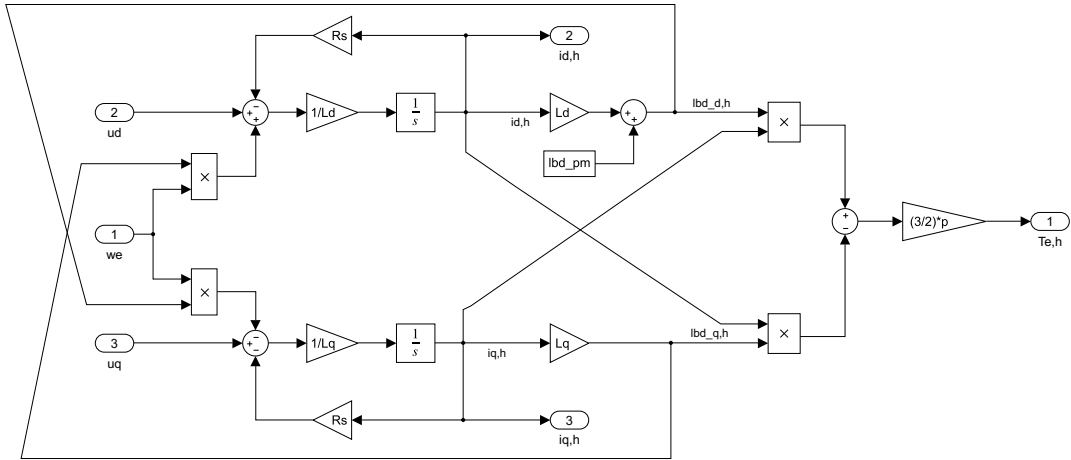 Rs
2
id,h
2
ud
− + +
1/Ld
1
s
id,h
Ld
+ +
lbd_d,h
×
lbd_pm
×
1
we
+ −
(3/2)*p
1
Te,h
×
3
uq
− + −
1/Lq
1
s
iq,h
Lq
lbd_q,h
×
Rs
3
iq,h